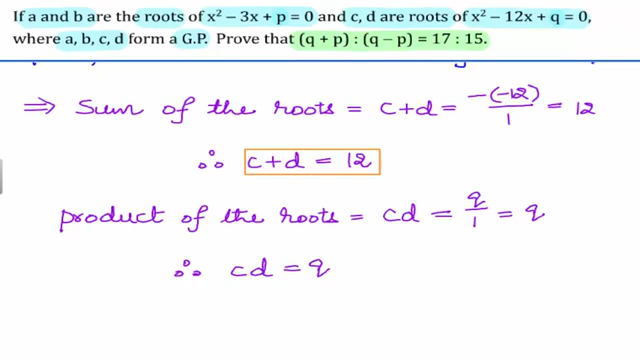 If a and b are the roots of x² – 3x + p = 0 and c, d are roots of x² – 12x + q = 0,
where a, b, c, d form a G.P. Prove that (q + p) : (q – p) = 17 : 15.
⟹ Sum of the roots = c+d = -(-12)/1 = 12
∴ c+d = 12
product of the roots = cd = q/1 = q
∴ cd = q